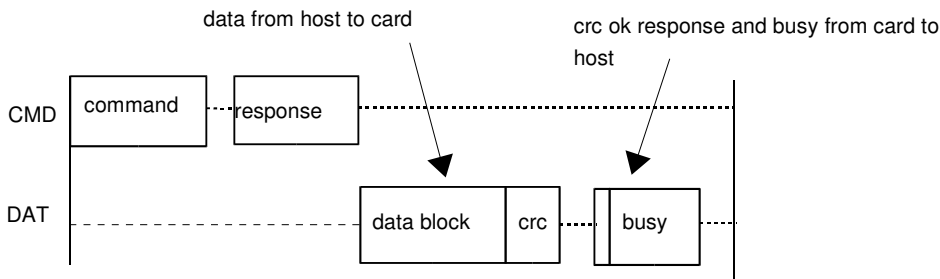 data from host to card
crc ok response and busy from card to
host
CMD
command
response
DAT
data block
crc
busy